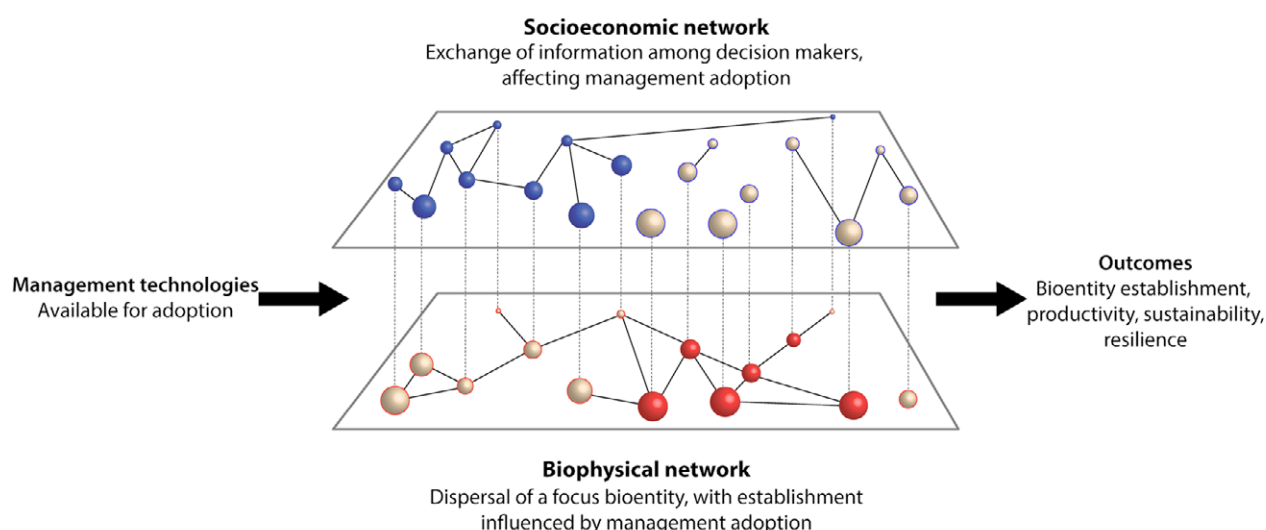 Socioeconomic network
Exchange of information among decision makers,
affecting management adoption
Management technologies
Available for adoption
Outcomes
Bioentity establishment,
productivity, sustainability,
resilience
Biophysical network
Dispersal of a focus bioentity, with establishment
influenced by management adoption